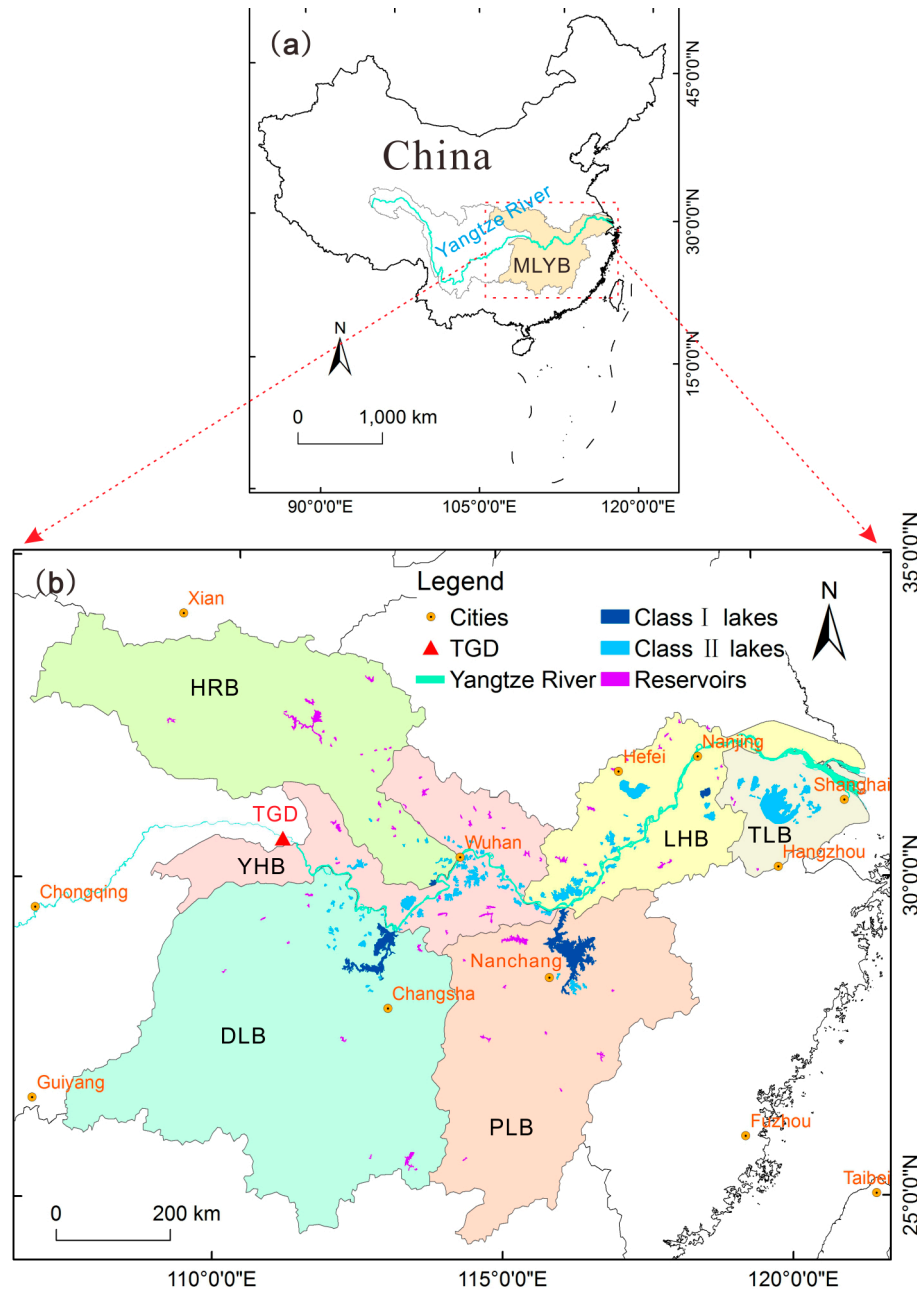 (a)
China
Yangtze River
MLYB
N
0 1,000 km
45°0'0"N
30°0'0"N
15°0'0"N
90°0'0"E 105°0'0"E 120°0'0"E
(b)
Legend
Cities
TGD
Yangtze River
Class I lakes
Class II lakes
Reservoirs
N
Xian
HRB
Hefei
Nanjing
Shanghai
TGD
Wuhan
LHB
TLB
YHB
Hangzhou
Chongqing
Nanchang
Changsha
DLB
Guiyang
PLB
Fuzhou
Taibei
0 200 km
35°0'0"N
30°0'0"N
25°0'0"N
110°0'0"E 115°0'0"E 120°0'0"E